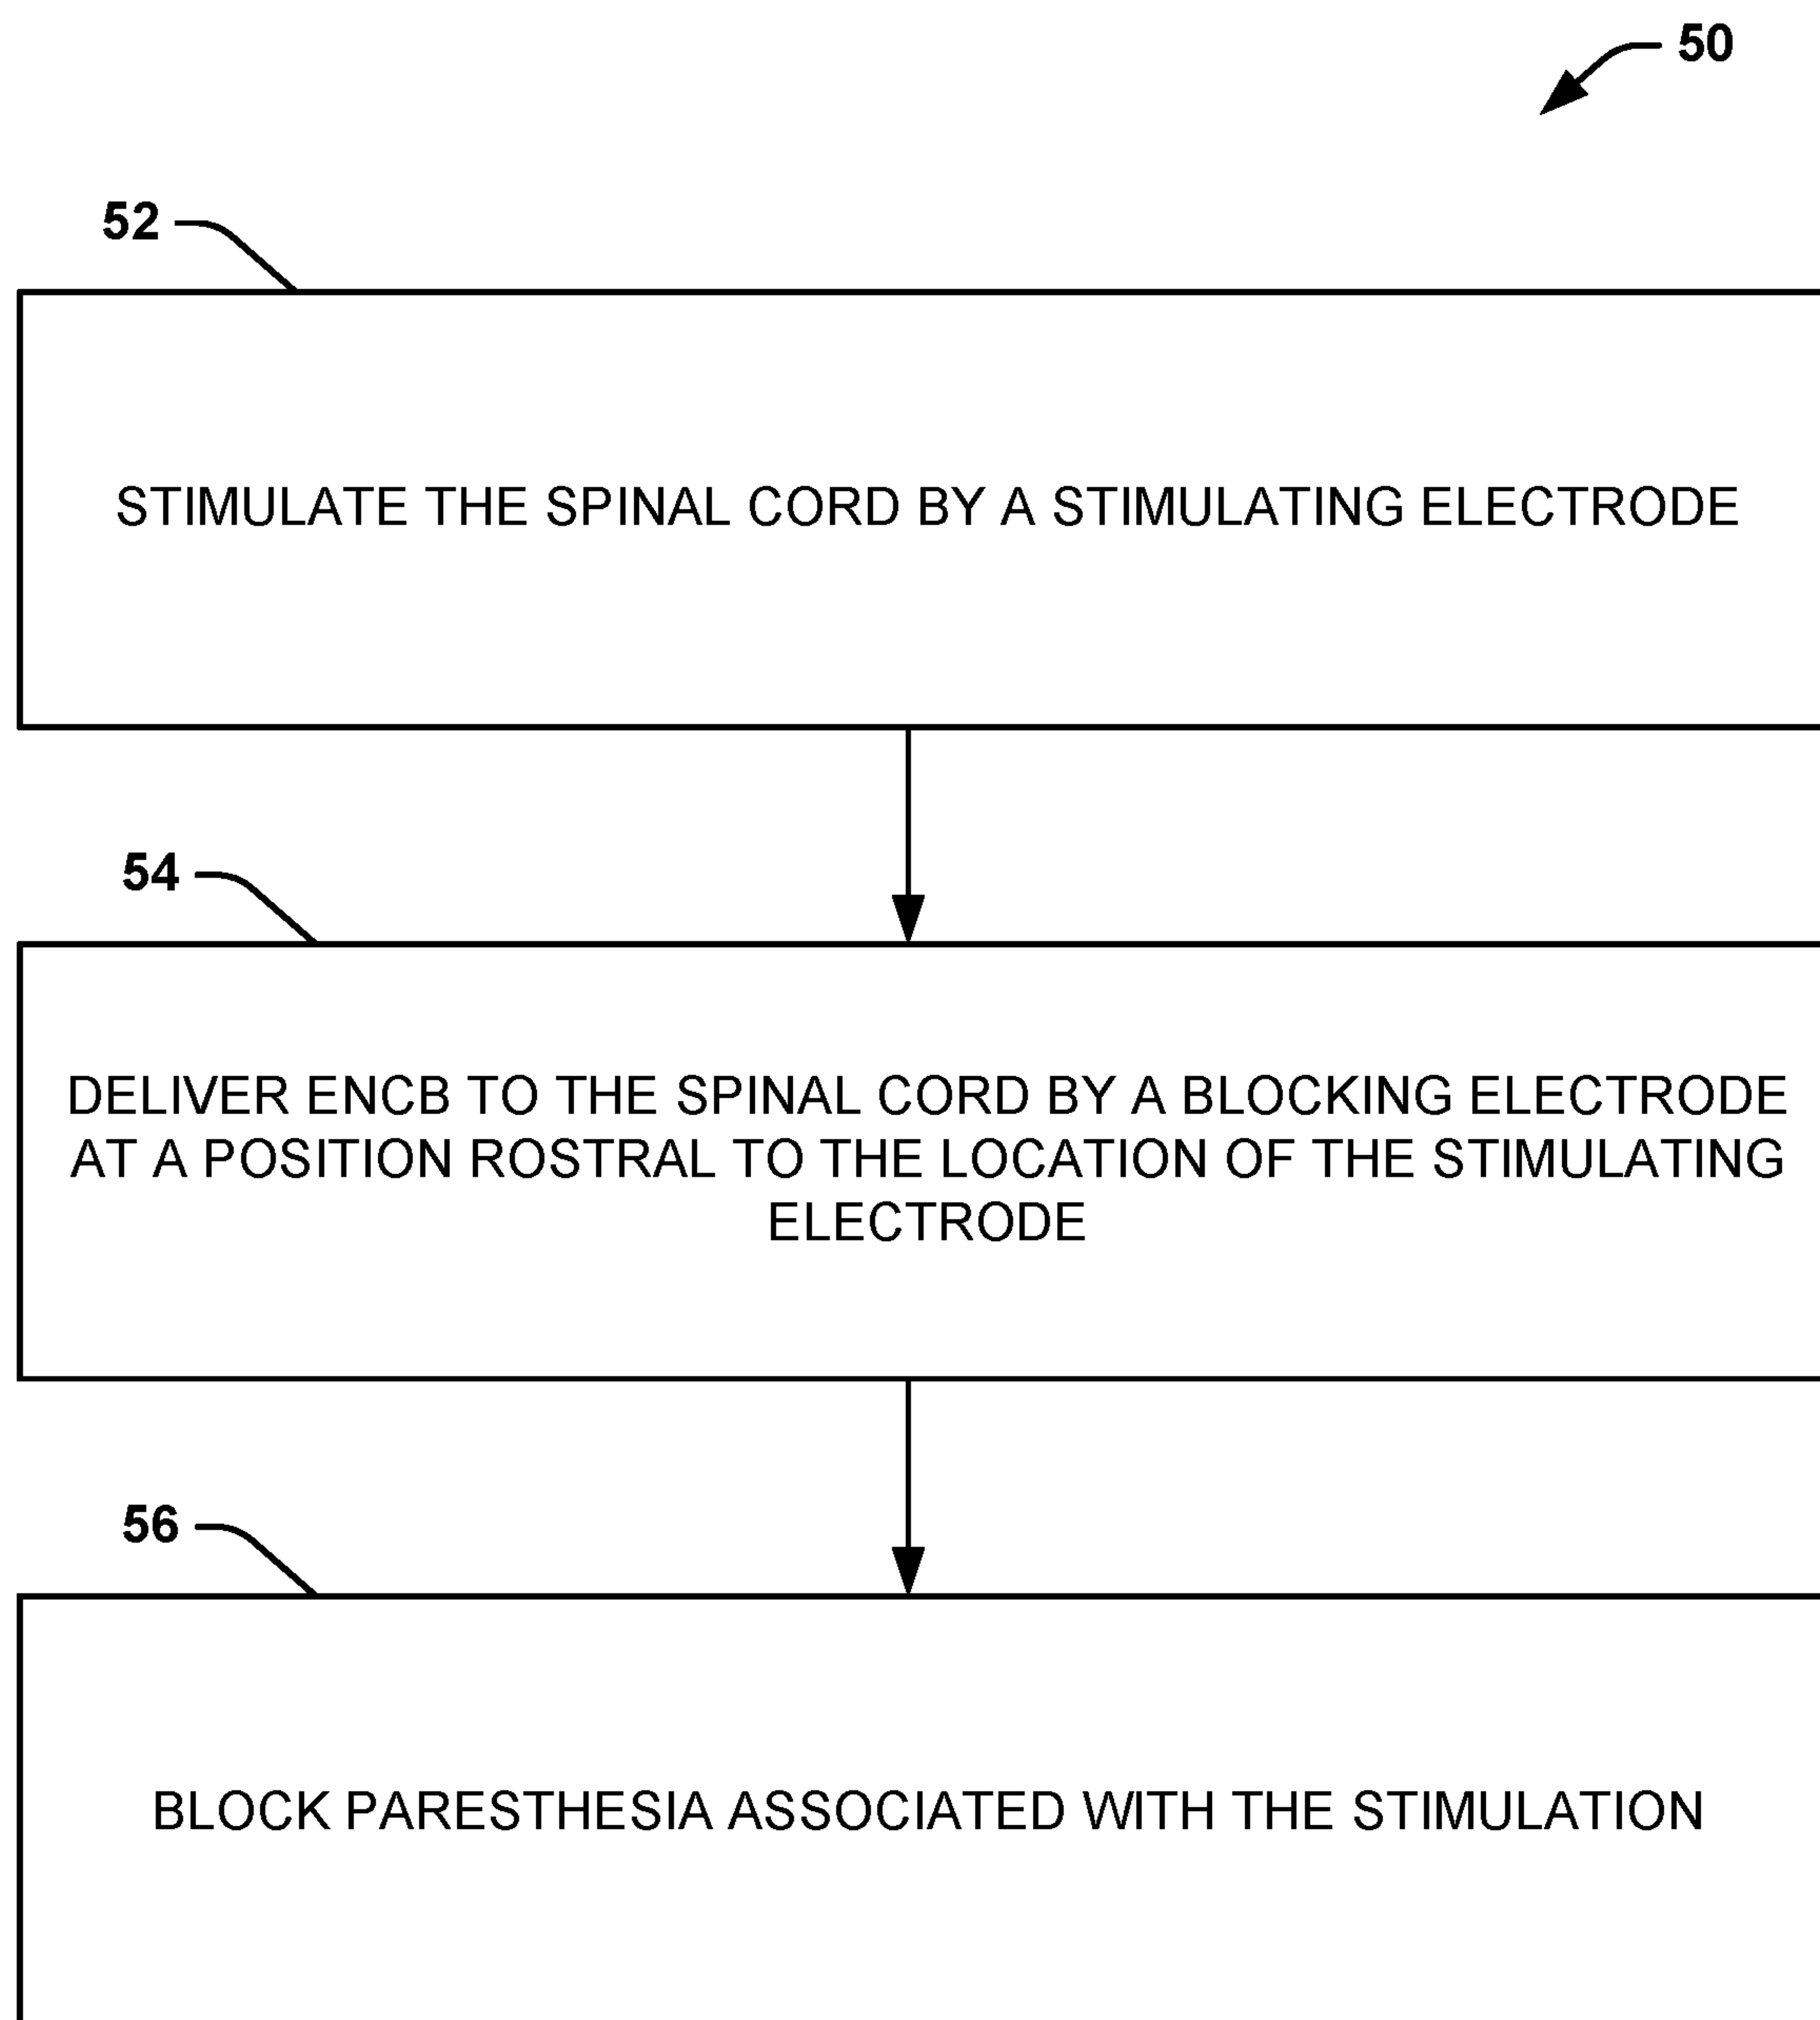 50
52
STIMULATE THE SPINAL CORD BY A STIMULATING ELECTRODE
54
DELIVER ENCB TO THE SPINAL CORD BY A BLOCKING ELECTRODE
AT A POSITION ROSTRAL TO THE LOCATION OF THE STIMULATING
ELECTRODE
56
BLOCK PARESTHESIA ASSOCIATED WITH THE STIMULATION